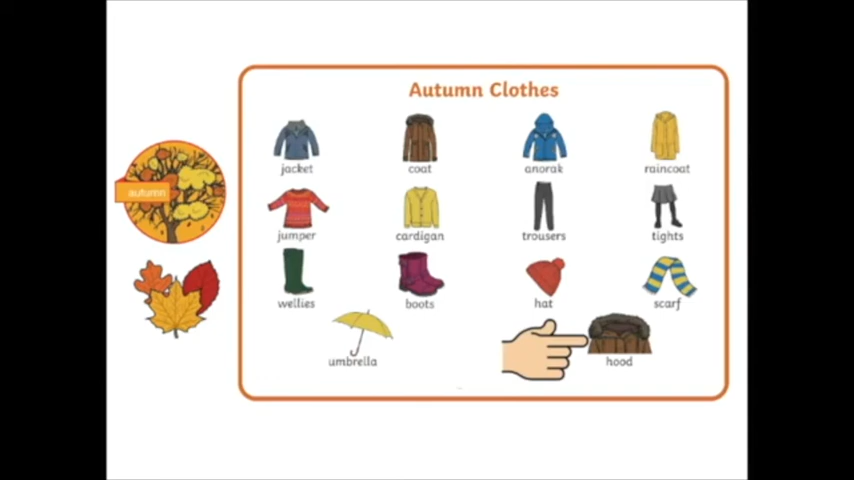 Autumn Clothes
jacket
coat
anorak
raincoat
autumn
jumper
cardigan
trousers
tights
wellies
boots
hat
scarf
umbrella
hood